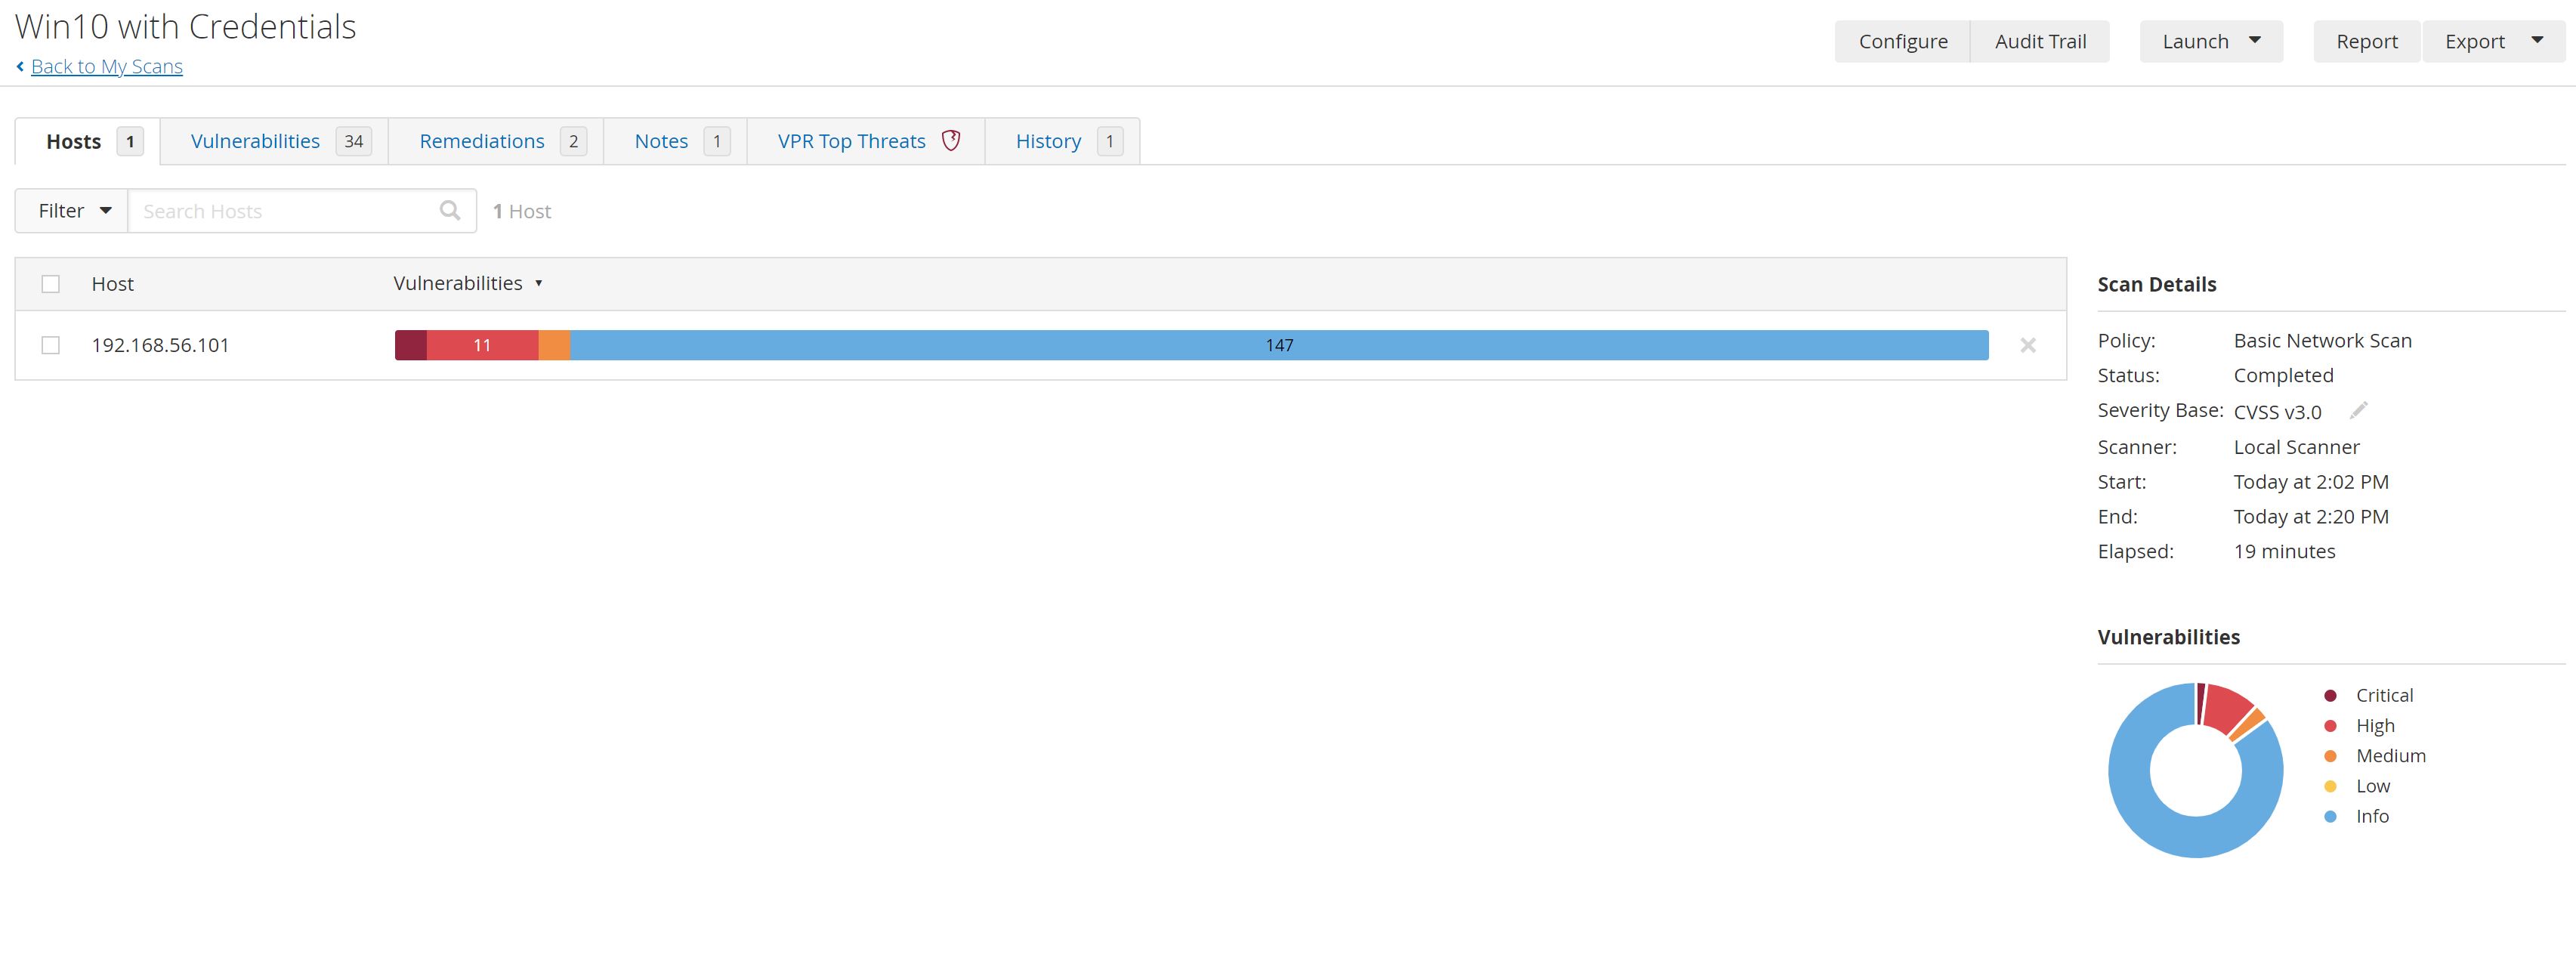 Win10 with Credentials
Back to My Scans
Configure Audit Trail Launch Report Export
Hosts 1 Vulnerabilities 34 Remediations 2 Notes 1 VPR Top Threats History 1
Filter Search Hosts 1 Host
Host Vulnerabilities
192.168.56.101 11 147
Scan Details
Policy: Basic Network Scan
Status: Completed
Severity Base: CVSS v3.0
Scanner: Local Scanner
Start: Today at 2:02 PM
End: Today at 2:20 PM
Elapsed: 19 minutes
Vulnerabilities
Critical
High
Medium
Low
Info